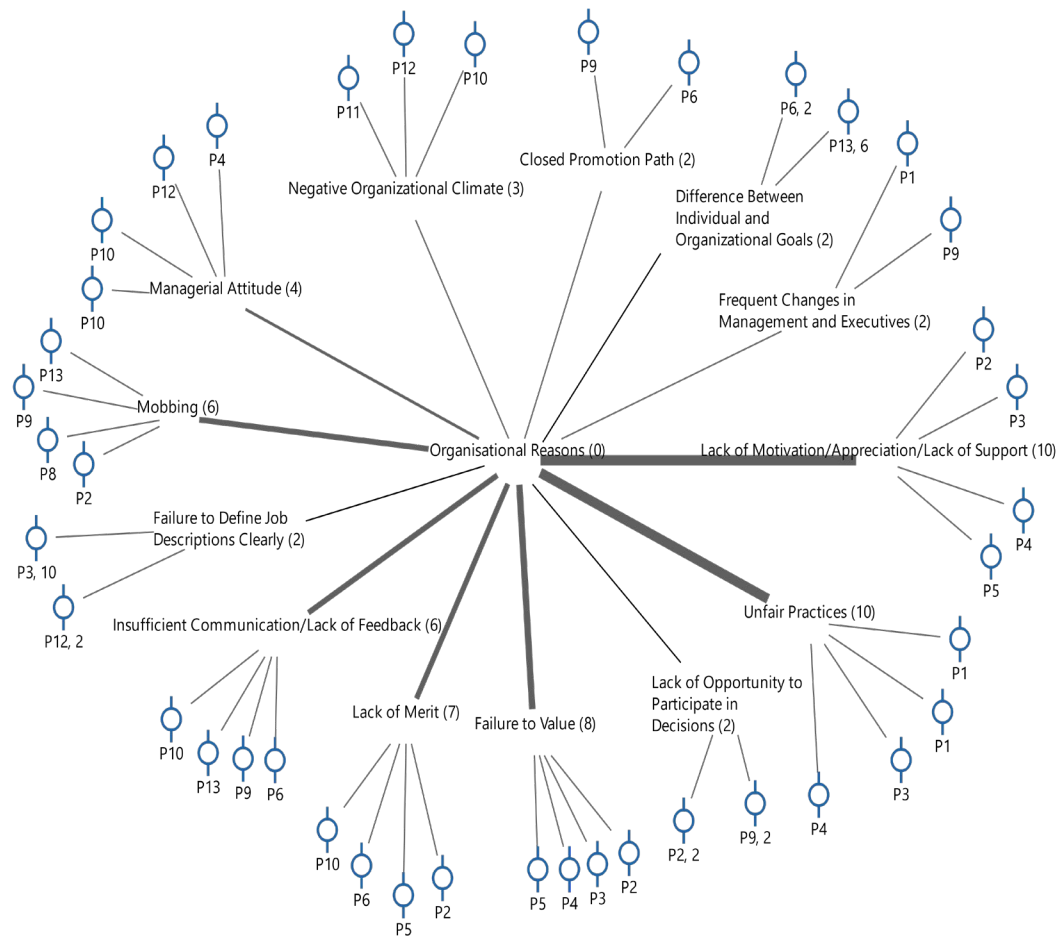 P12
P10
P9
P11
P6
P6, 2
P13, 6
P4
P12
P1
Closed Promotion Path (2)
Negative Organizational Climate (3)
Difference Between
Individual and
Organizational Goals (2)
P10
P9
Managerial Attitude (4)
P10
Frequent Changes in
Management and Executives (2)
P2
P13
Mobbing (6)
P9
P3
P8
P2
Organisational Reasons (0)
Lack of Motivation/Appreciation/Lack of Support (10)
Failure to Define Job
Descriptions Clearly (2)
P3, 10
P4
P5
P12, 2
Insufficient Communication/Lack of Feedback (6)
Unfair Practices (10)
P1
P1
P3
P4
Lack of Opportunity to
Participate in
Decisions (2)
Lack of Merit (7)
Failure to Value (8)
P10
P13
P9
P6
P2, 2
P9, 2
P10
P6
P5
P2
P5
P4
P3
P2